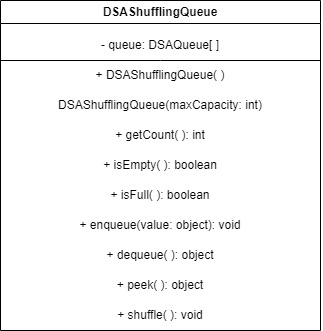 DSAShufflingQueue
- queue: DSAQueue[ ]
+ DSAShufflingQueue( )
DSAShufflingQueue(maxCapacity: int)
+ getCount( ): int
+ isEmpty( ): boolean
+ isFull( ): boolean
+ enqueue(value: object): void
+ dequeue( ): object
+ peek( ): object
+ shuffle( ): void